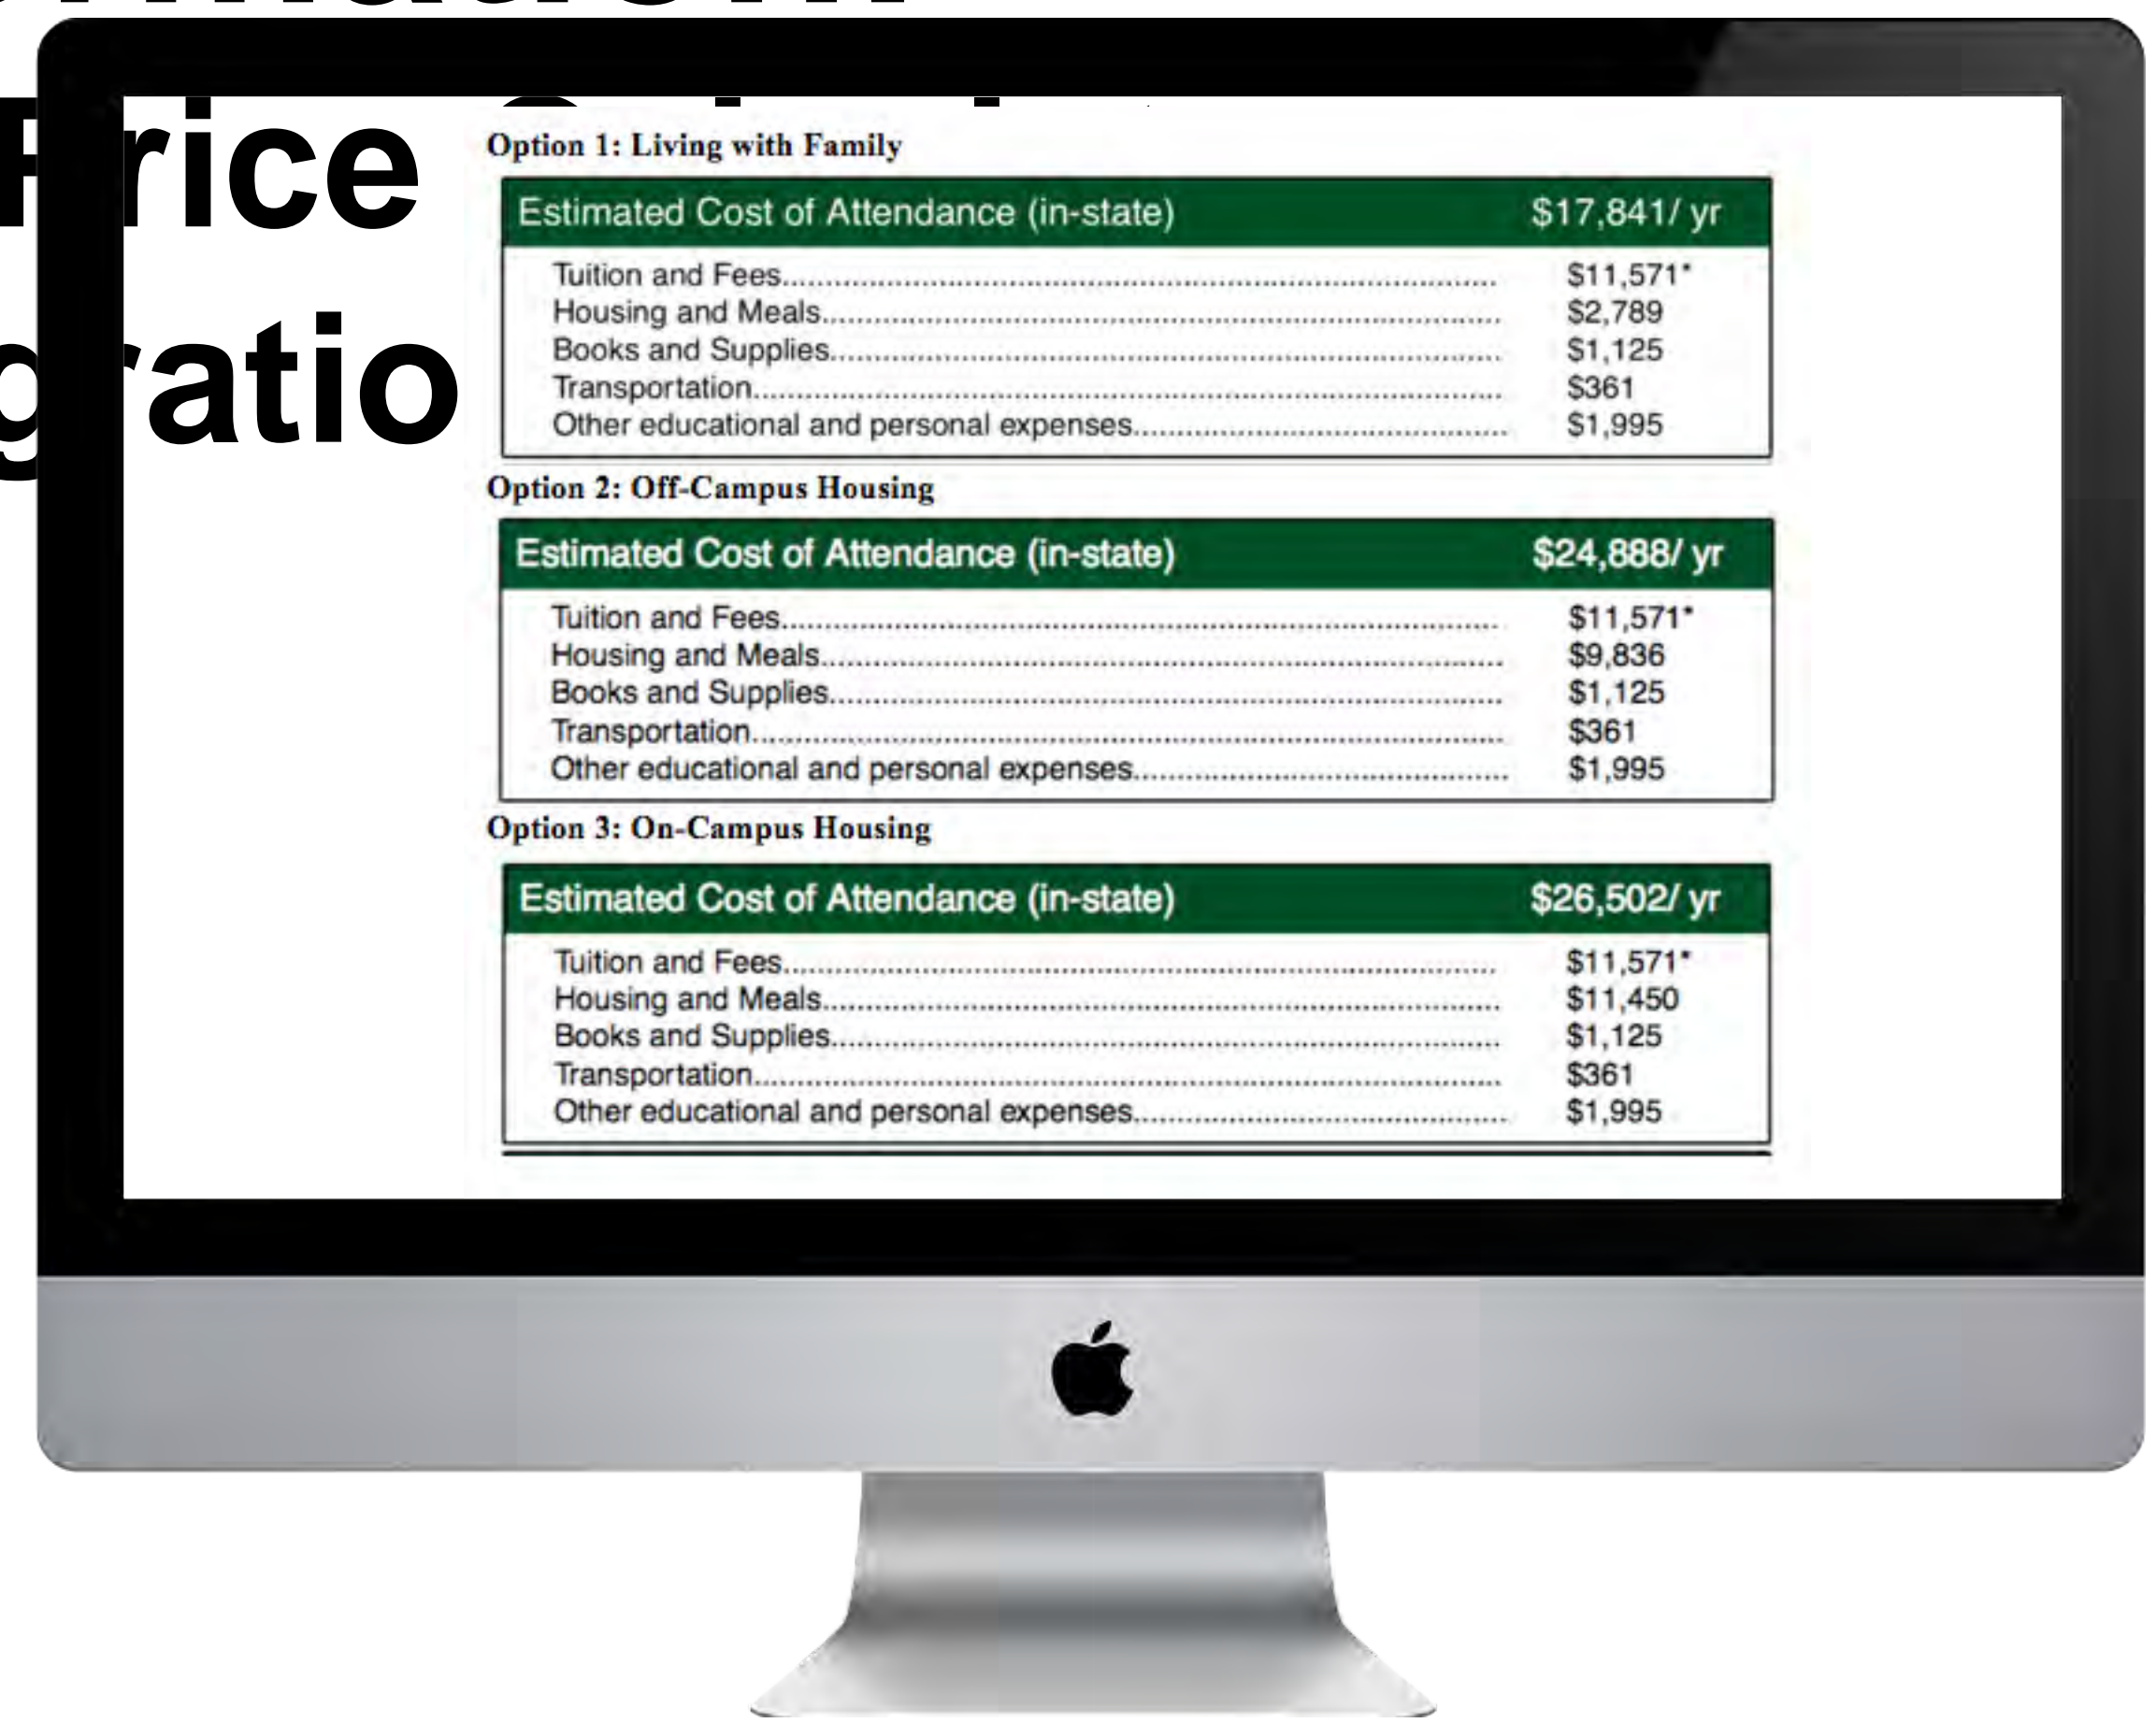 Price
gratio
Option 1: Living with Family
Estimated Cost of Attendance (in-state) $17,841/ yr
Tuition and Fees.......... $11,571*
Housing and Meals.......... $2,789
Books and Supplies.......... $1,125
Transportation.......... $361
Other educational and personal expenses.......... $1,995
Option 2: Off-Campus Housing
Estimated Cost of Attendance (in-state) $24,888/ yr
Tuition and Fees.......... $11,571*
Housing and Meals.......... $9,836
Books and Supplies.......... $1,125
Transportation.......... $361
Other educational and personal expenses.......... $1,995
Option 3: On-Campus Housing
Estimated Cost of Attendance (in-state) $26,502/ yr
Tuition and Fees.......... $11,571*
Housing and Meals.......... $11,450
Books and Supplies.......... $1,125
Transportation.......... $361
Other educational and personal expenses.......... $1,995